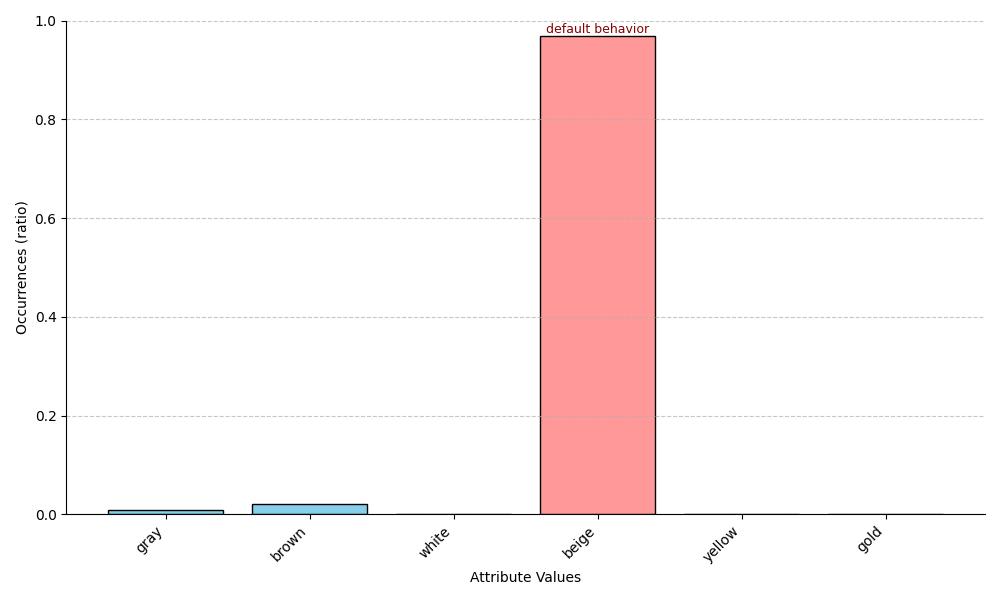 default behavior
1.0
0.8
0.6
0.4
0.2
0.0
Occurrences (ratio)
gray
brown
white
beige
yellow
gold
Attribute Values